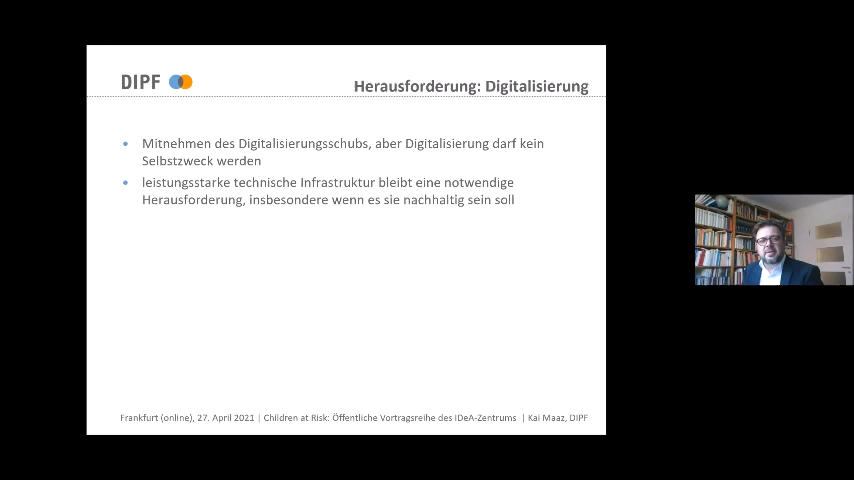 DIPF
Herausforderung: Digitalisierung
• Mitnehmen des Digitalisierungsschubs, aber Digitalisierung darf kein
Selbstzweck werden
• leistungsstarke technische Infrastruktur bleibt eine notwendige
Herausforderung, insbesondere wenn es sie nachhaltig sein soll
Frankfurt (online), 27. April 2021 | Children at Risk: Öffentliche Vortragsreihe des IDeA-Zentrums | Kai Maaz, DIPF